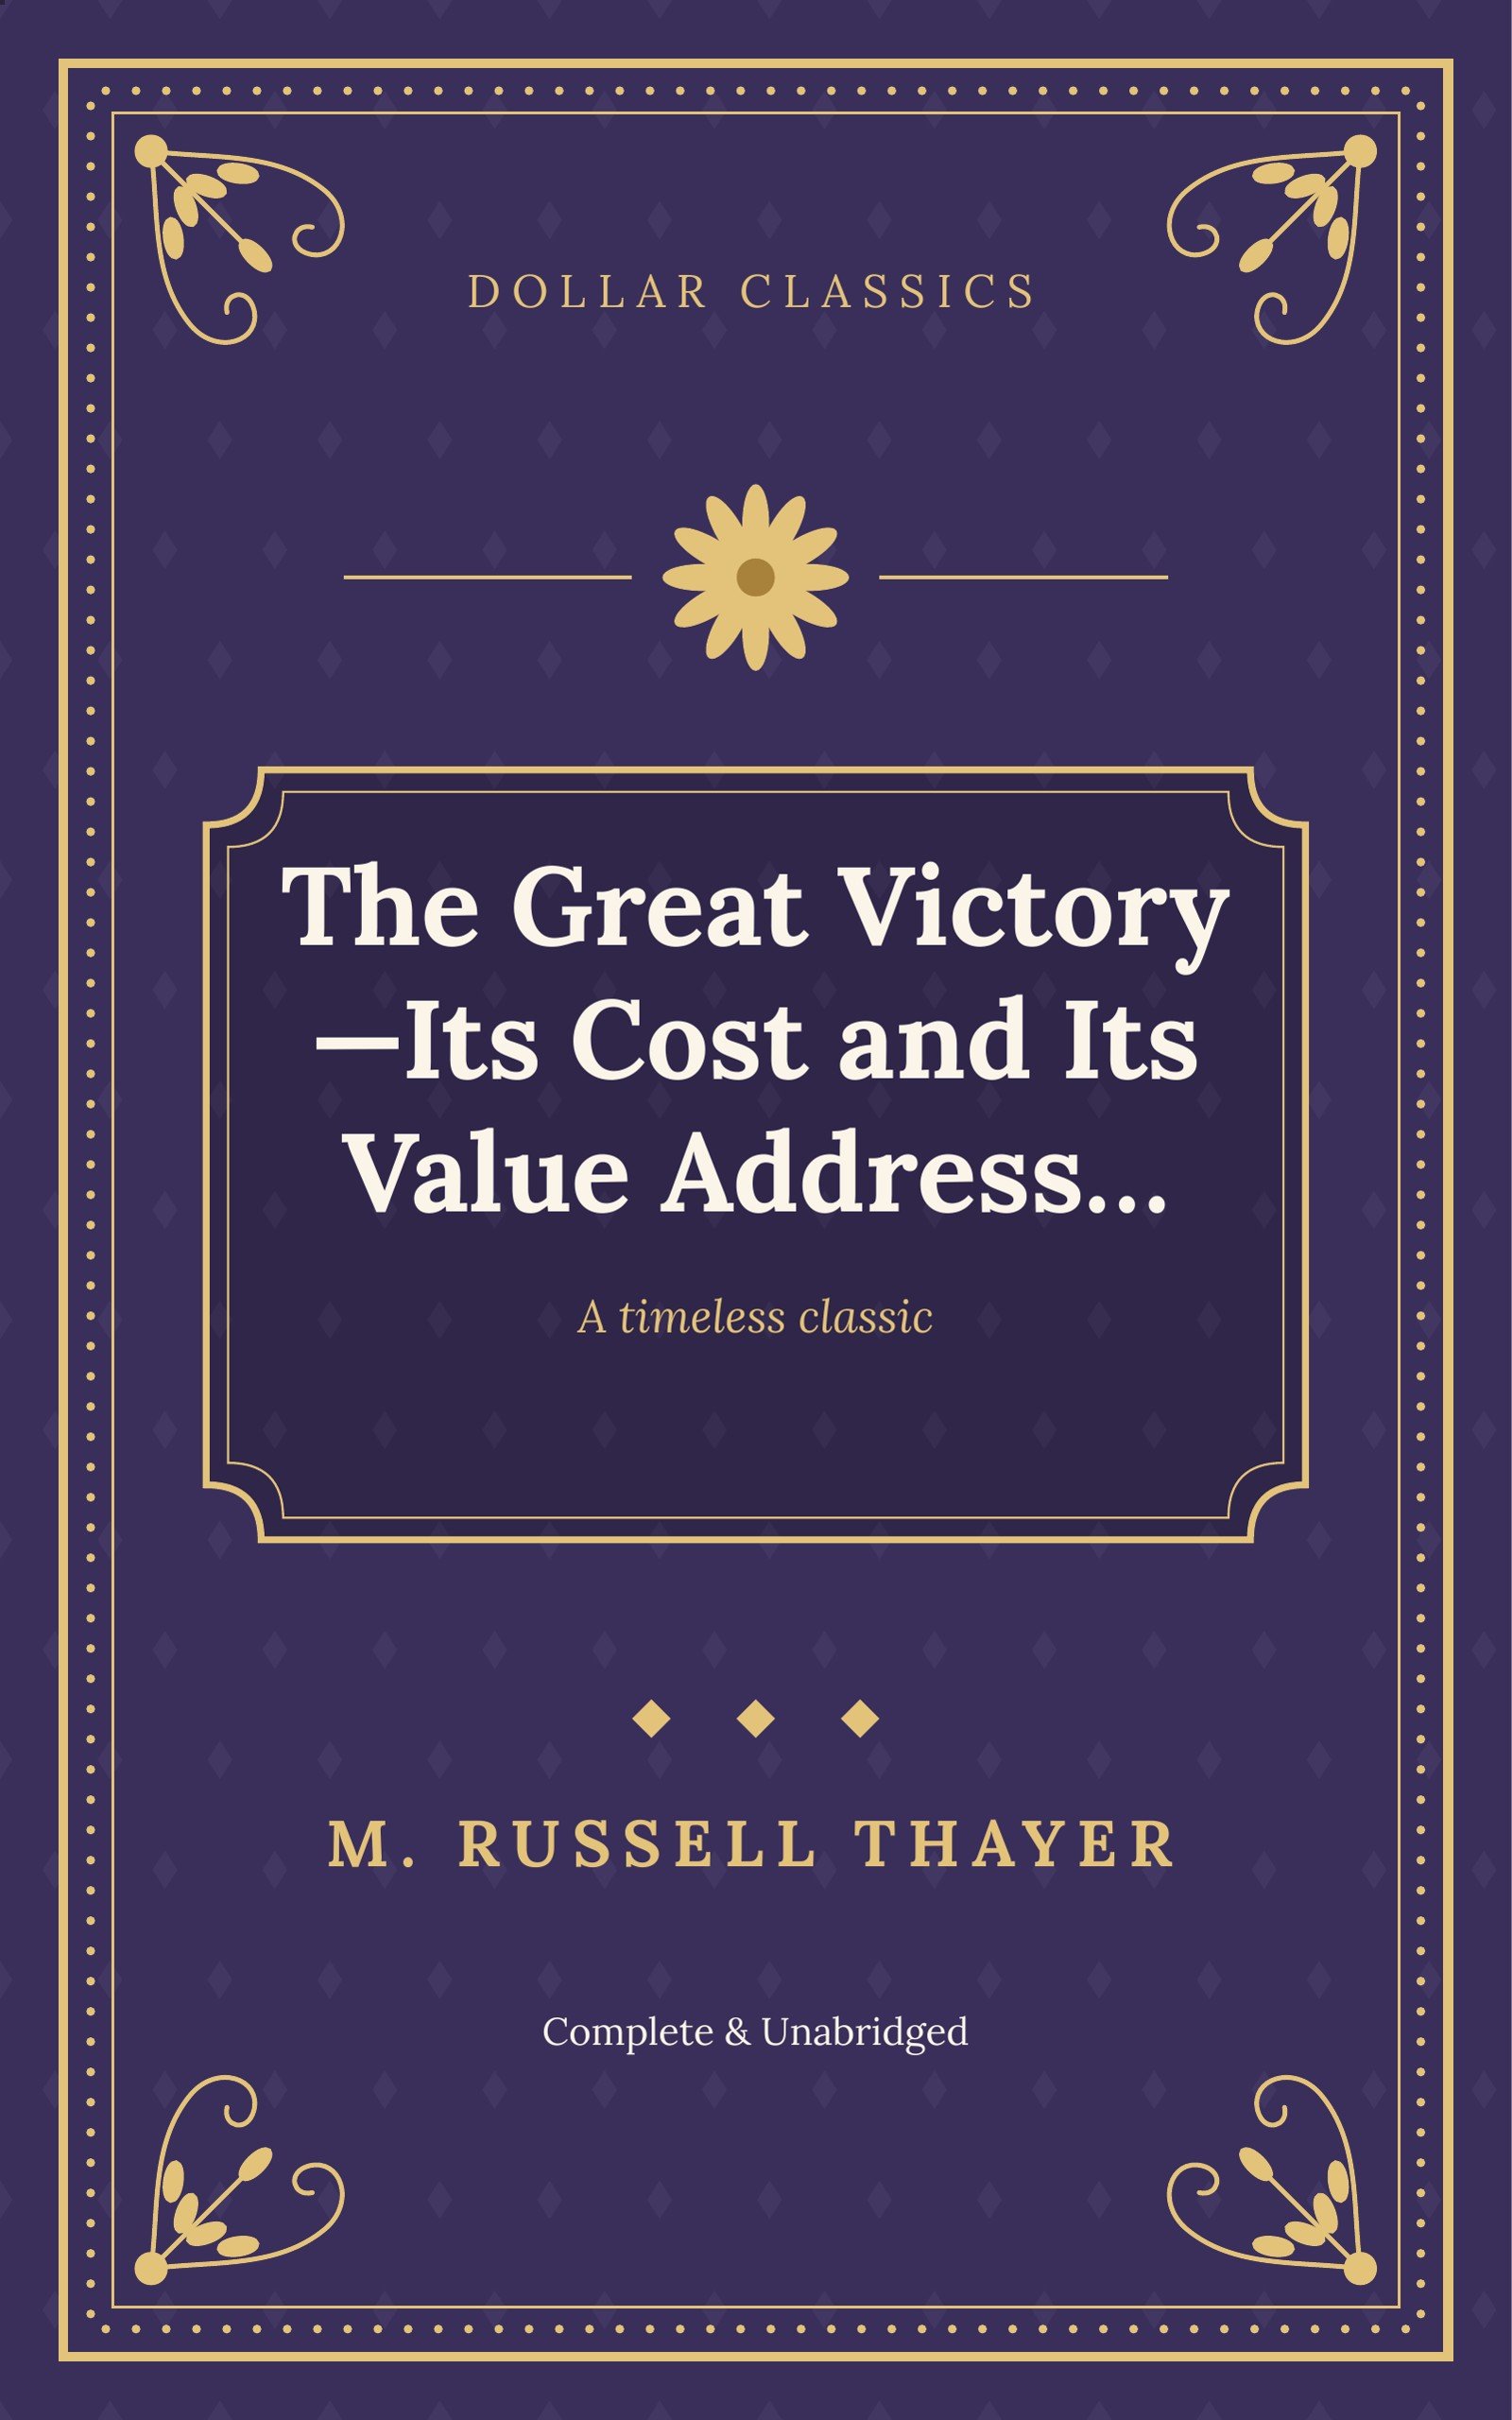 DOLLAR CLASSICS
The Great Victory
—Its Cost and Its
Value Address...
A timeless classic
M. RUSSELL THAYER
Complete & Unabridged